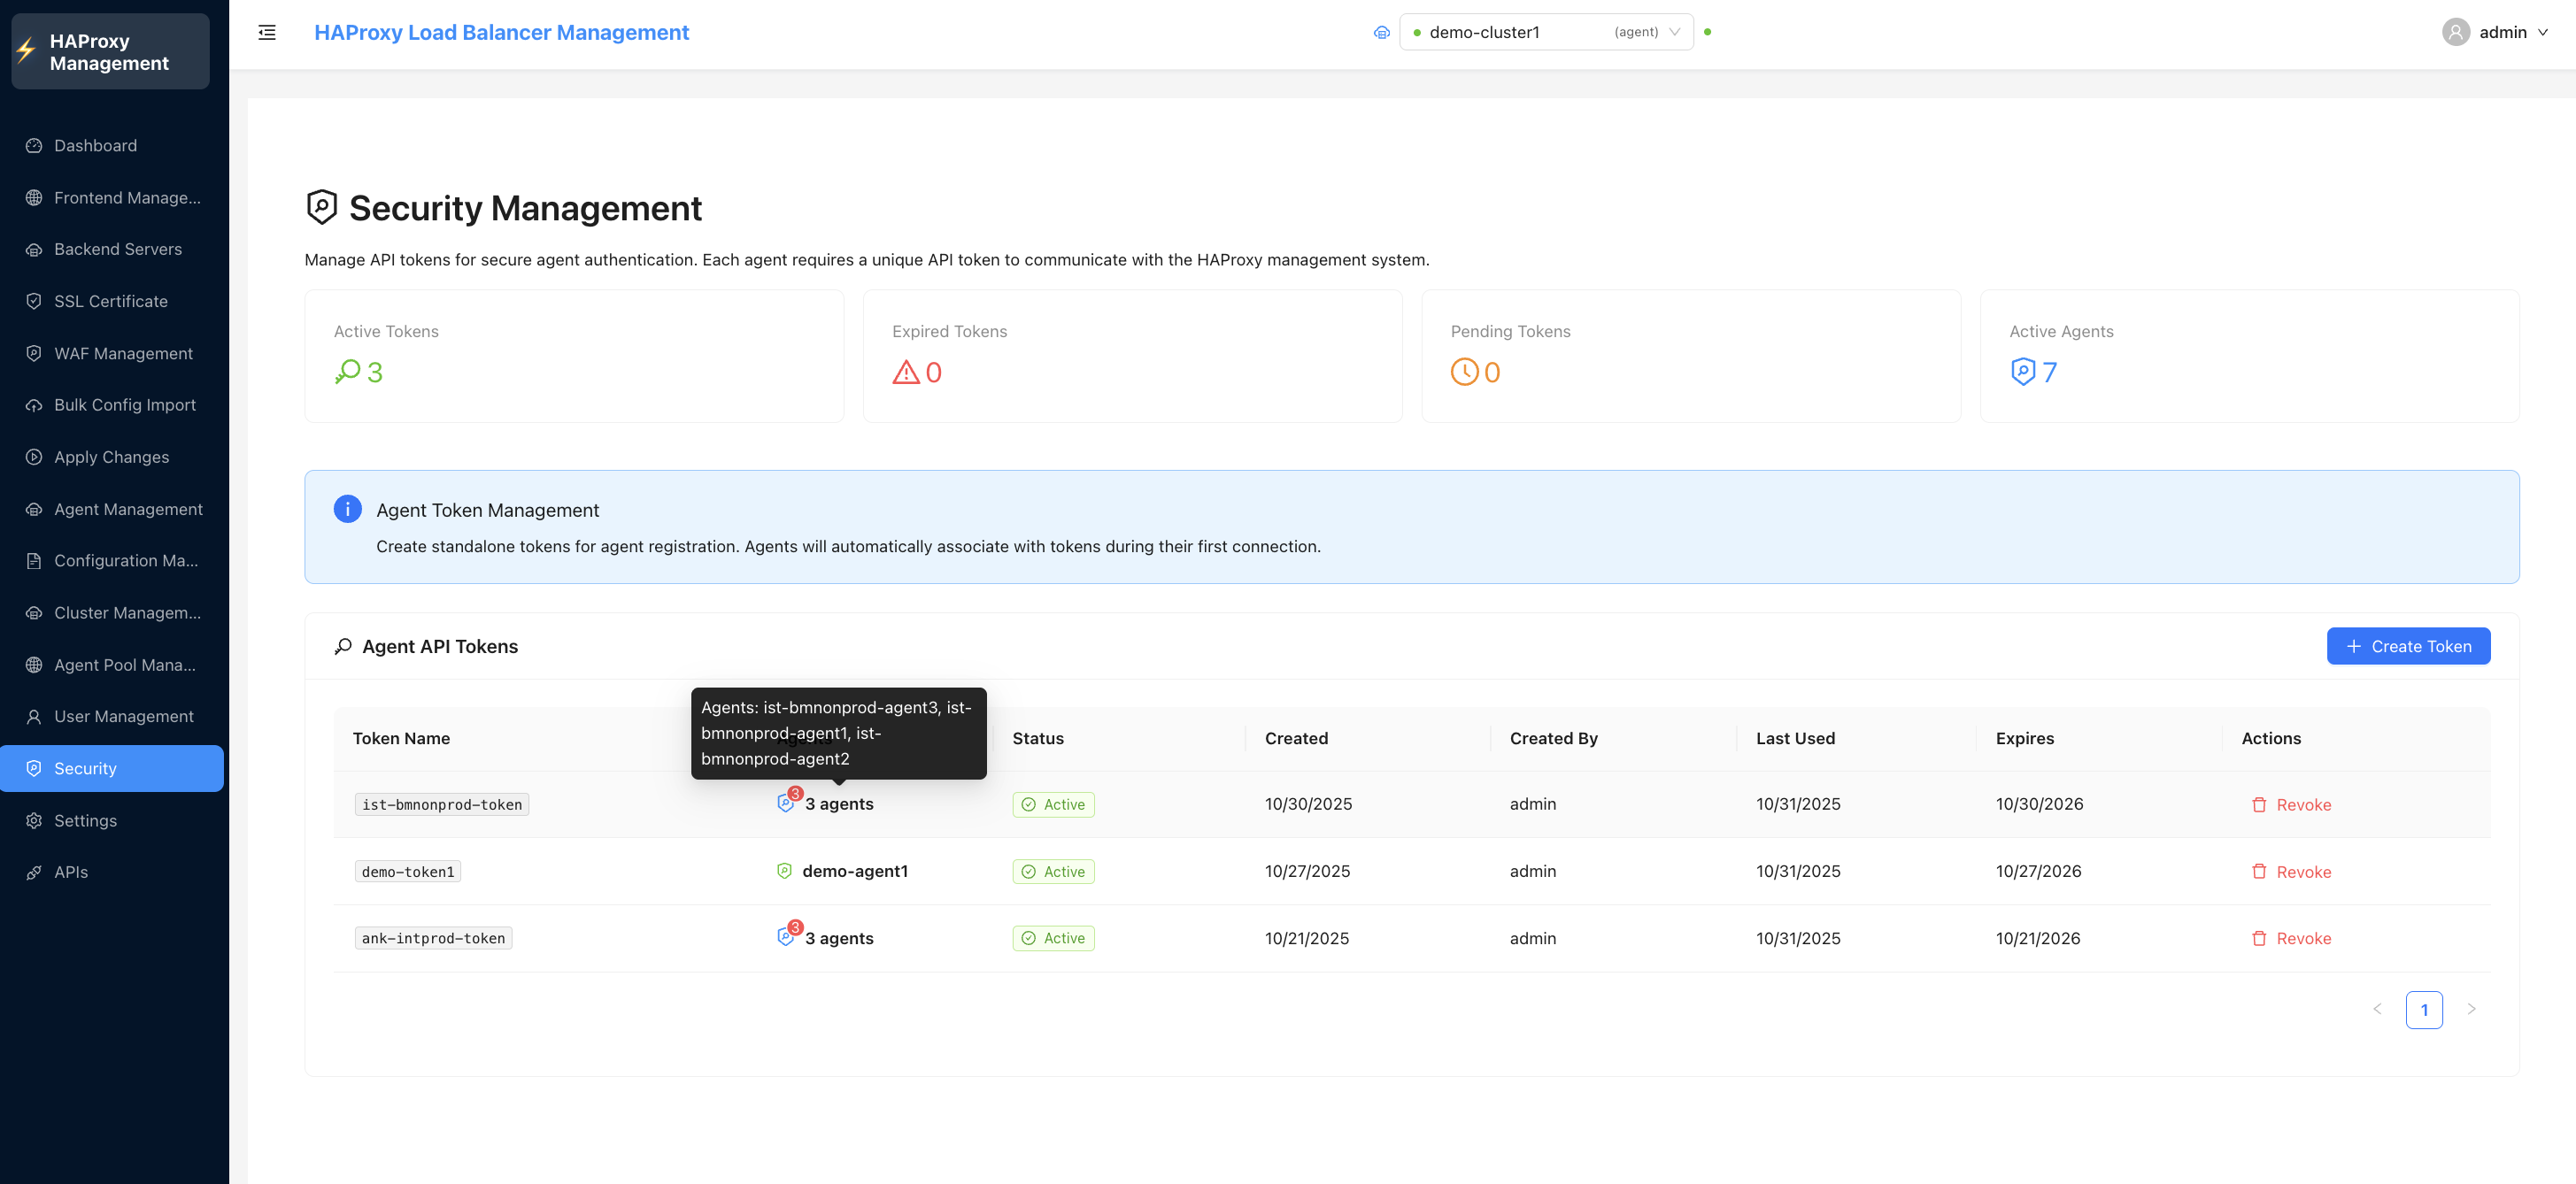 HAProxy
Management
HAProxy Load Balancer Management
demo-cluster1 (agent)
admin
Dashboard
Frontend Manage...
Backend Servers
SSL Certificate
WAF Management
Bulk Config Import
Apply Changes
Agent Management
Configuration Ma...
Cluster Managem...
Agent Pool Mana...
User Management
Security
Settings
APIs
Security Management
Manage API tokens for secure agent authentication. Each agent requires a unique API token to communicate with the HAProxy management system.
Active Tokens
3
Expired Tokens
0
Pending Tokens
0
Active Agents
7
Agent Token Management
Create standalone tokens for agent registration. Agents will automatically associate with tokens during their first connection.
Agent API Tokens
Create Token
Agents: ist-bmnonprod-agent3, ist-
bmnonprod-agent1, ist-
bmnonprod-agent2
Token Name Agents Status Created Created By Last Used Expires Actions
ist-bmnonprod-token 3 3 agents Active 10/30/2025 admin 10/31/2025 10/30/2026 Revoke
demo-token1 demo-agent1 Active 10/27/2025 admin 10/31/2025 10/27/2026 Revoke
ank-intprod-token 3 3 agents Active 10/21/2025 admin 10/31/2025 10/21/2026 Revoke
1